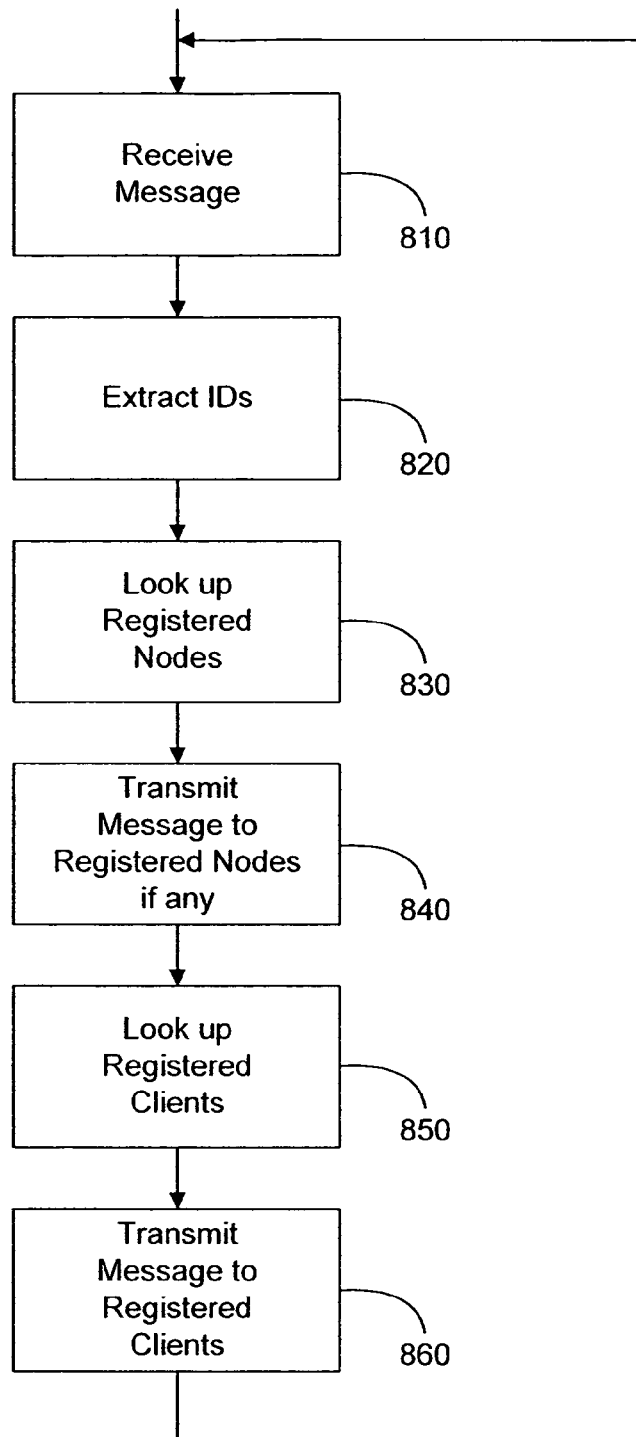 Receive
Message
810
Extract IDs
820
Look up
Registered
Nodes
830
Transmit
Message to
Registered Nodes
if any
840
Look up
Registered
Clients
850
Transmit
Message to
Registered
Clients
860